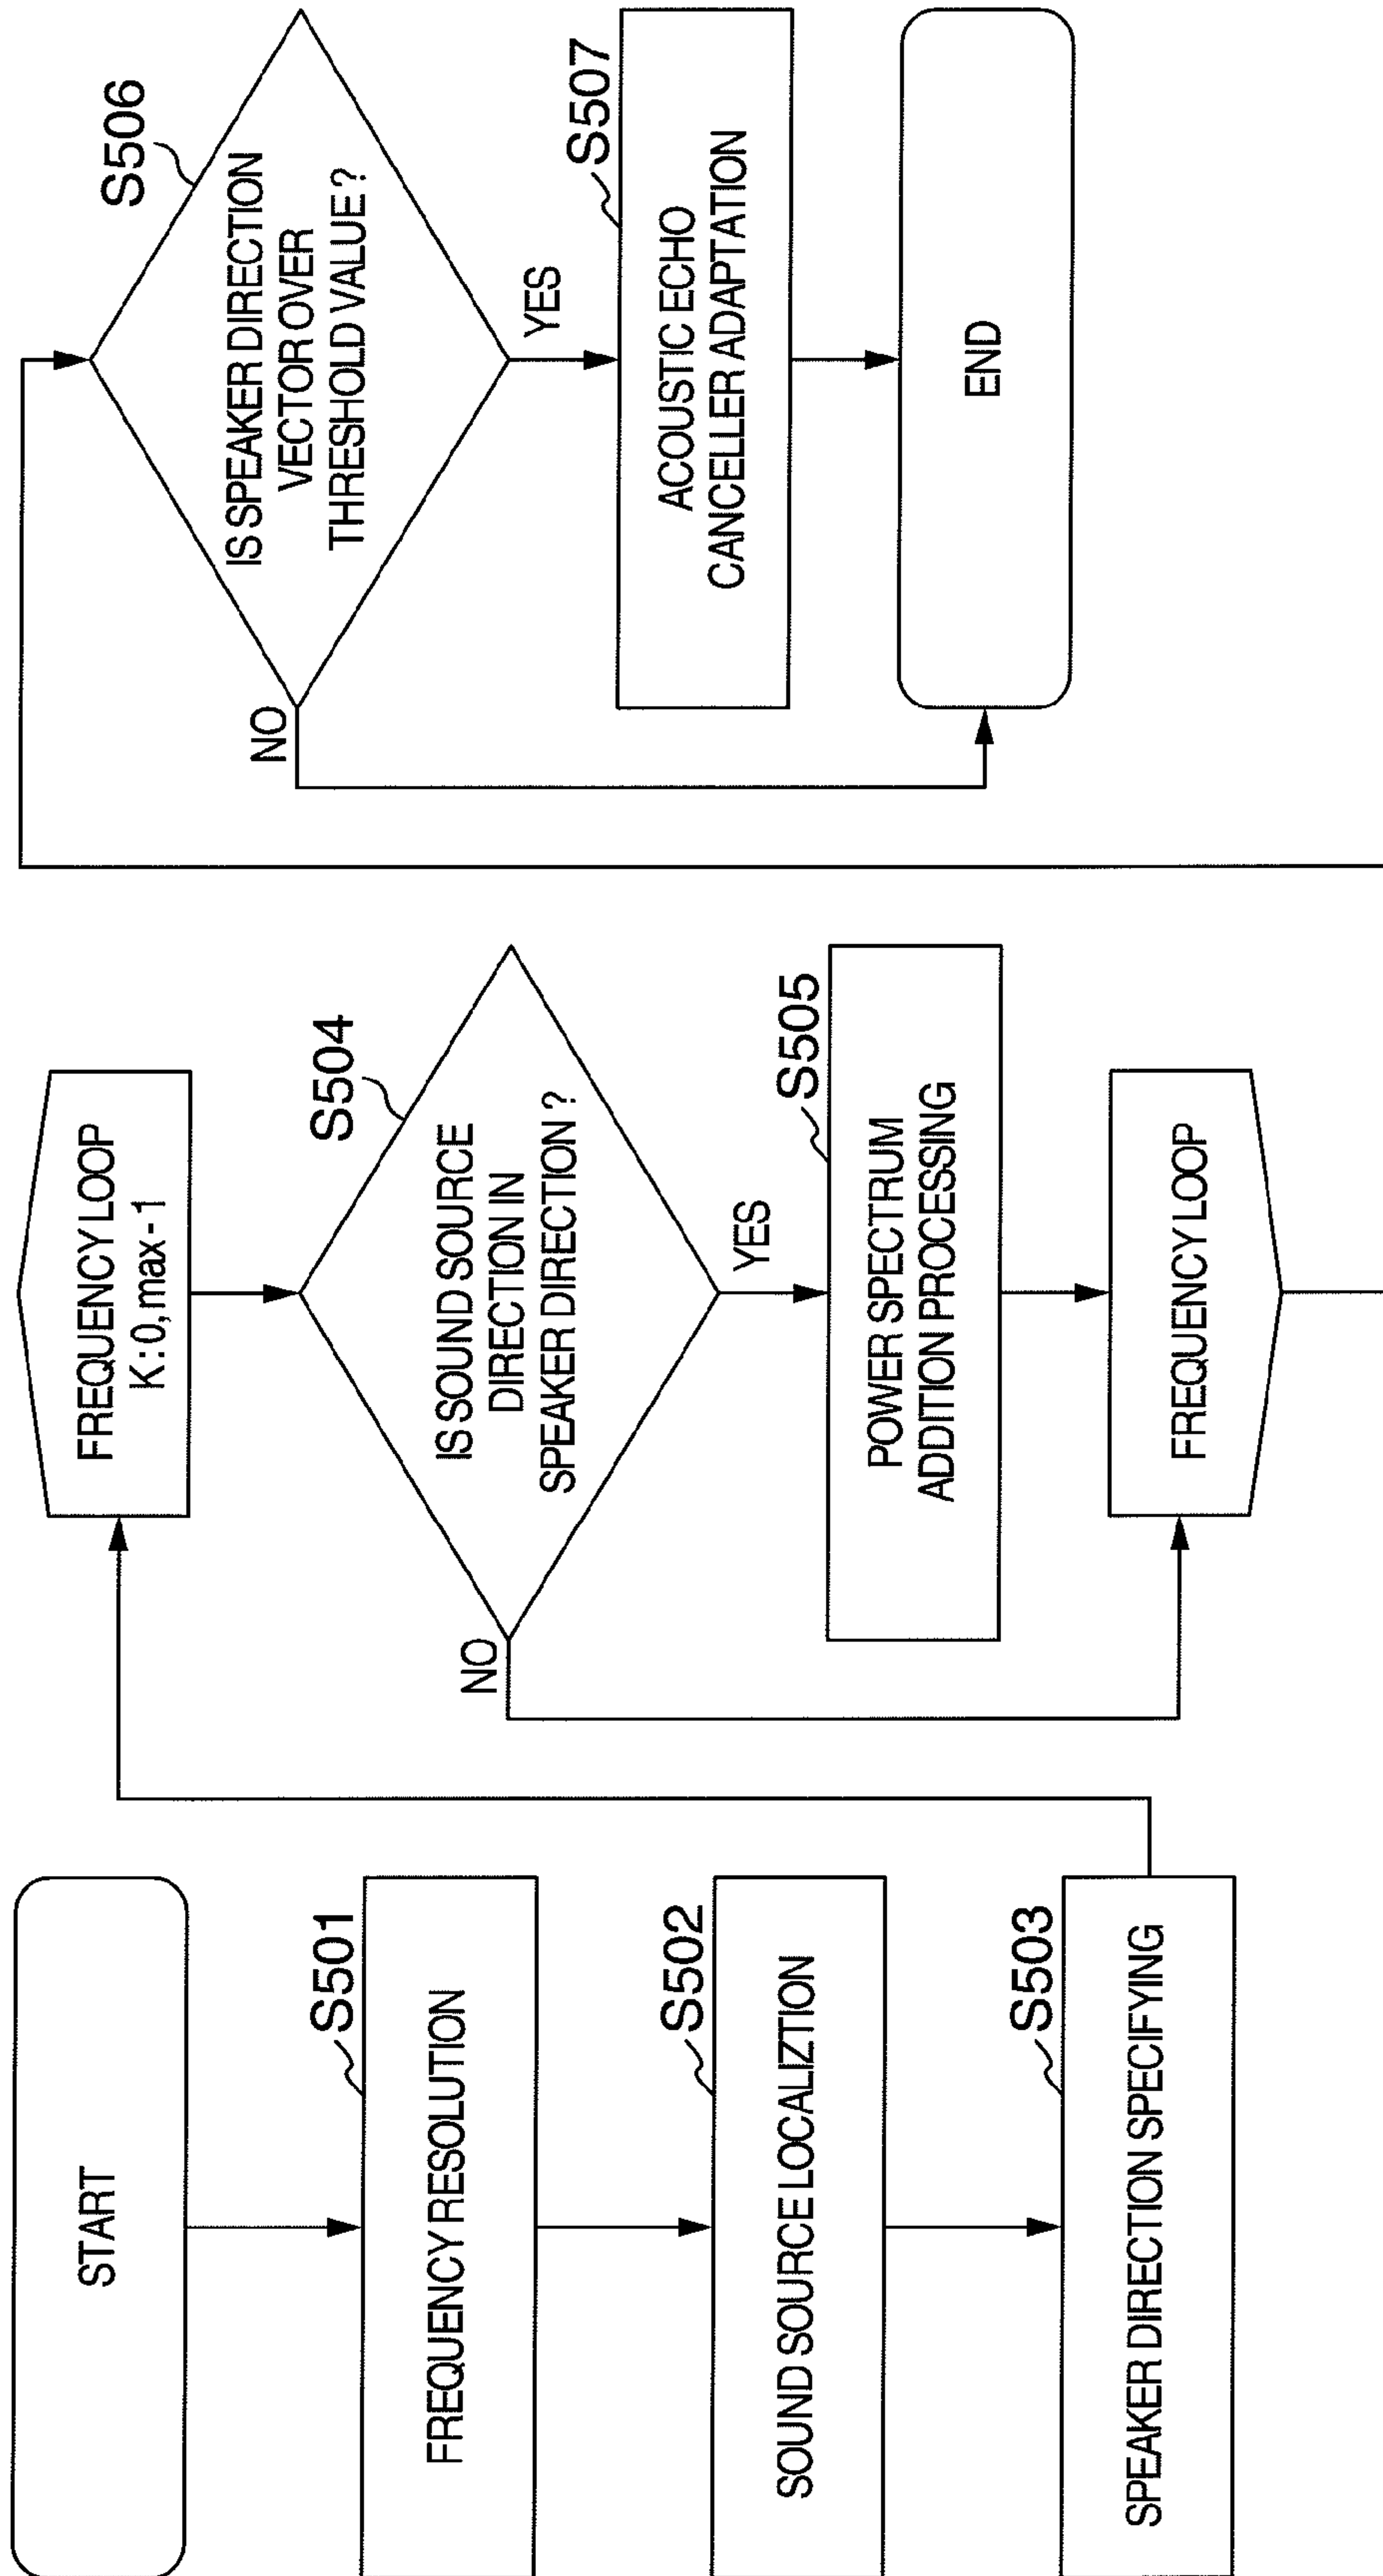 START
S501
FREQUENCY RESOLUTION
S502
SOUND SOURCE LOCALIZTION
S503
SPEAKER DIRECTION SPECIFYING
FREQUENCY LOOP
K:0,max-1
S504
IS SOUND SOURCE
DIRECTION IN
SPEAKER DIRECTION ?
NO
YES
S505
POWER SPECTRUM
ADDITION PROCESSING
FREQUENCY LOOP
S506
IS SPEAKER DIRECTION
VECTOR OVER
THRESHOLD VALUE ?
NO
YES
S507
ACOUSTIC ECHO
CANCELLER ADAPTATION
END